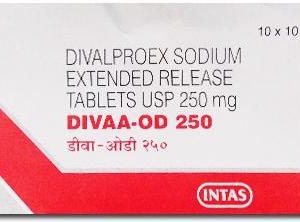 10 x 10
DIVALPROEX SODIUM
EXTENDED RELEASE
TABLETS USP 250 mg
DIVAA-OD 250
डीवा - ओडी २५०
INTAS